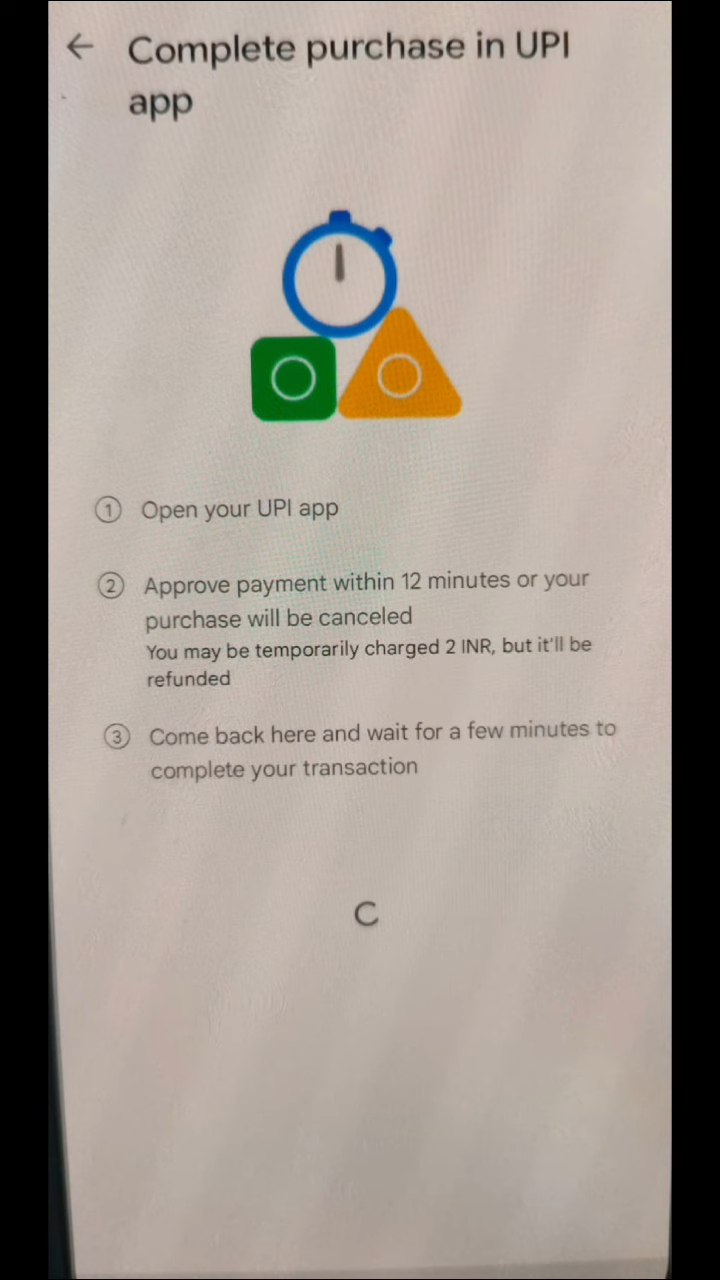 Complete purchase in UPI
app
1 Open your UPI app
2 Approve payment within 12 minutes or your
purchase will be canceled
You may be temporarily charged 2 INR, but it'll be
refunded
3 Come back here and wait for a few minutes to
complete your transaction